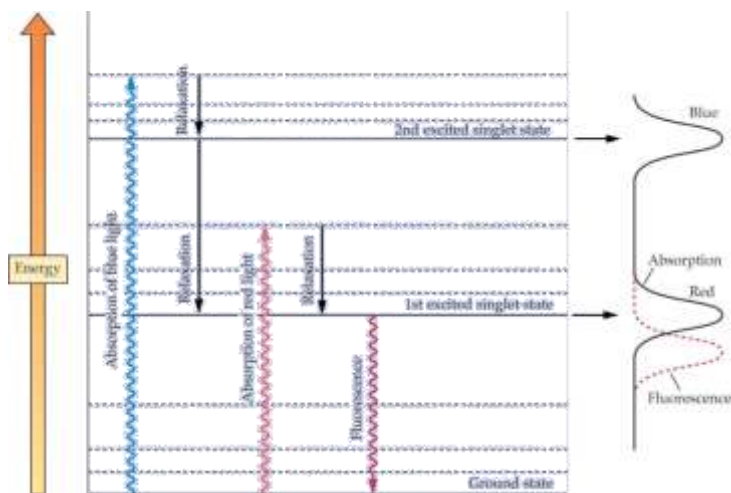 Energy
Absorption of blue light
Relaxation
Relaxation
Absorption of red light
Relaxation
Fluorescence
2nd excited singlet state
1st excited singlet state
Ground state
Blue
Absorption
Red
Fluorescence